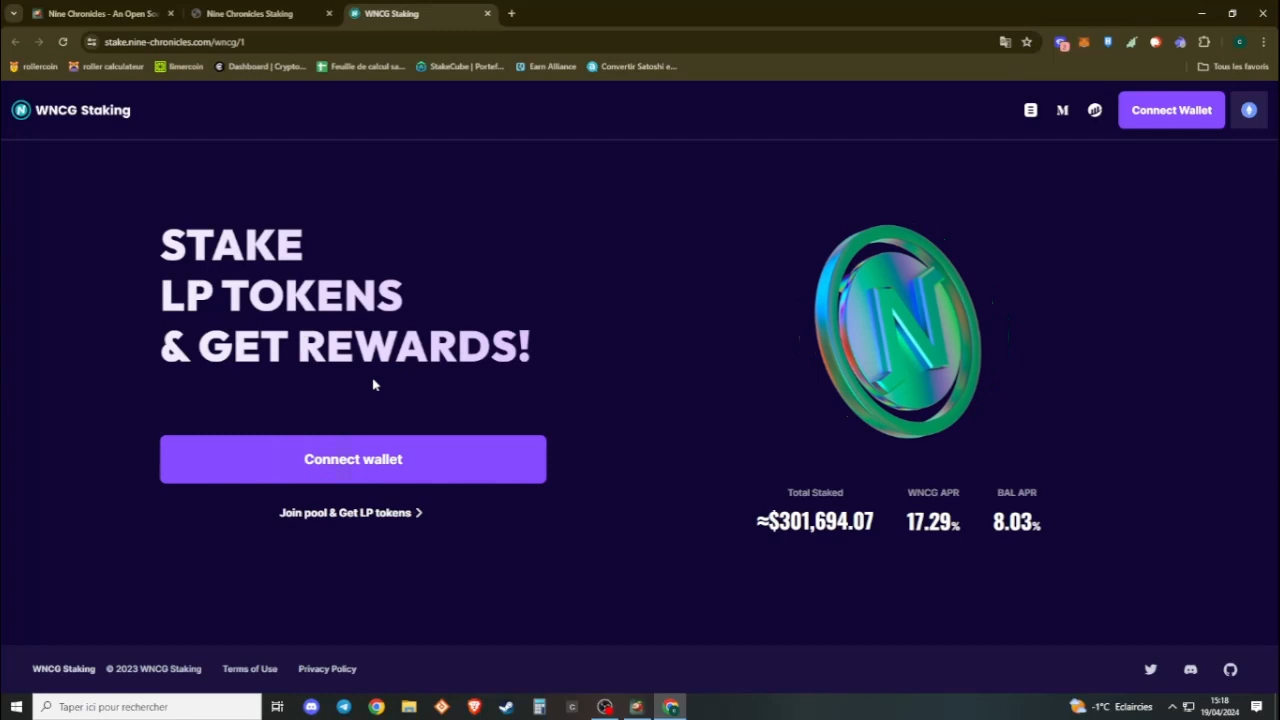 Nine Chronicles - An Open So
Nine Chronicles Staking
WNCG Staking
stake.nine-chronicles.com/wncg/1
rollercoin
roller calculateur
limercoin
Dashboard | Crypto...
Feuille de calcul sa...
StakeCube | Portef...
Earn Alliance
Convertir Satoshi e...
Tous les favoris
WNCG Staking
Connect Wallet
STAKE
LP TOKENS
& GET REWARDS!
Connect wallet
Join pool & Get LP tokens
Total Staked
WNCG APR
BAL APR
≈$301,694.07
17.29%
8.03%
WNCG Staking
© 2023 WNCG Staking
Terms of Use
Privacy Policy
Taper ici pour rechercher
-1°C Eclaircies
15:18
19/04/2024